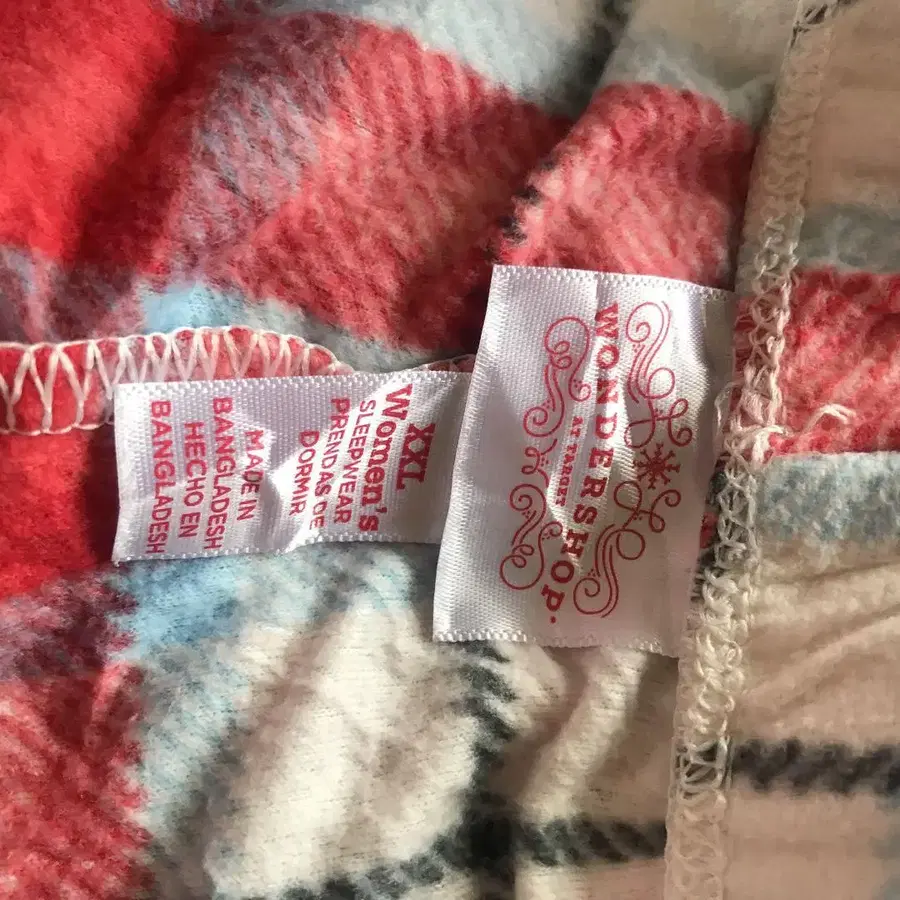 WONDERSHOP.
AT TARGET
XXL
Women's
SLEEPWEAR
PRENDAS DE
DORMIR
MADE IN
BANGLADESH
HECHO EN
BANGLADESH